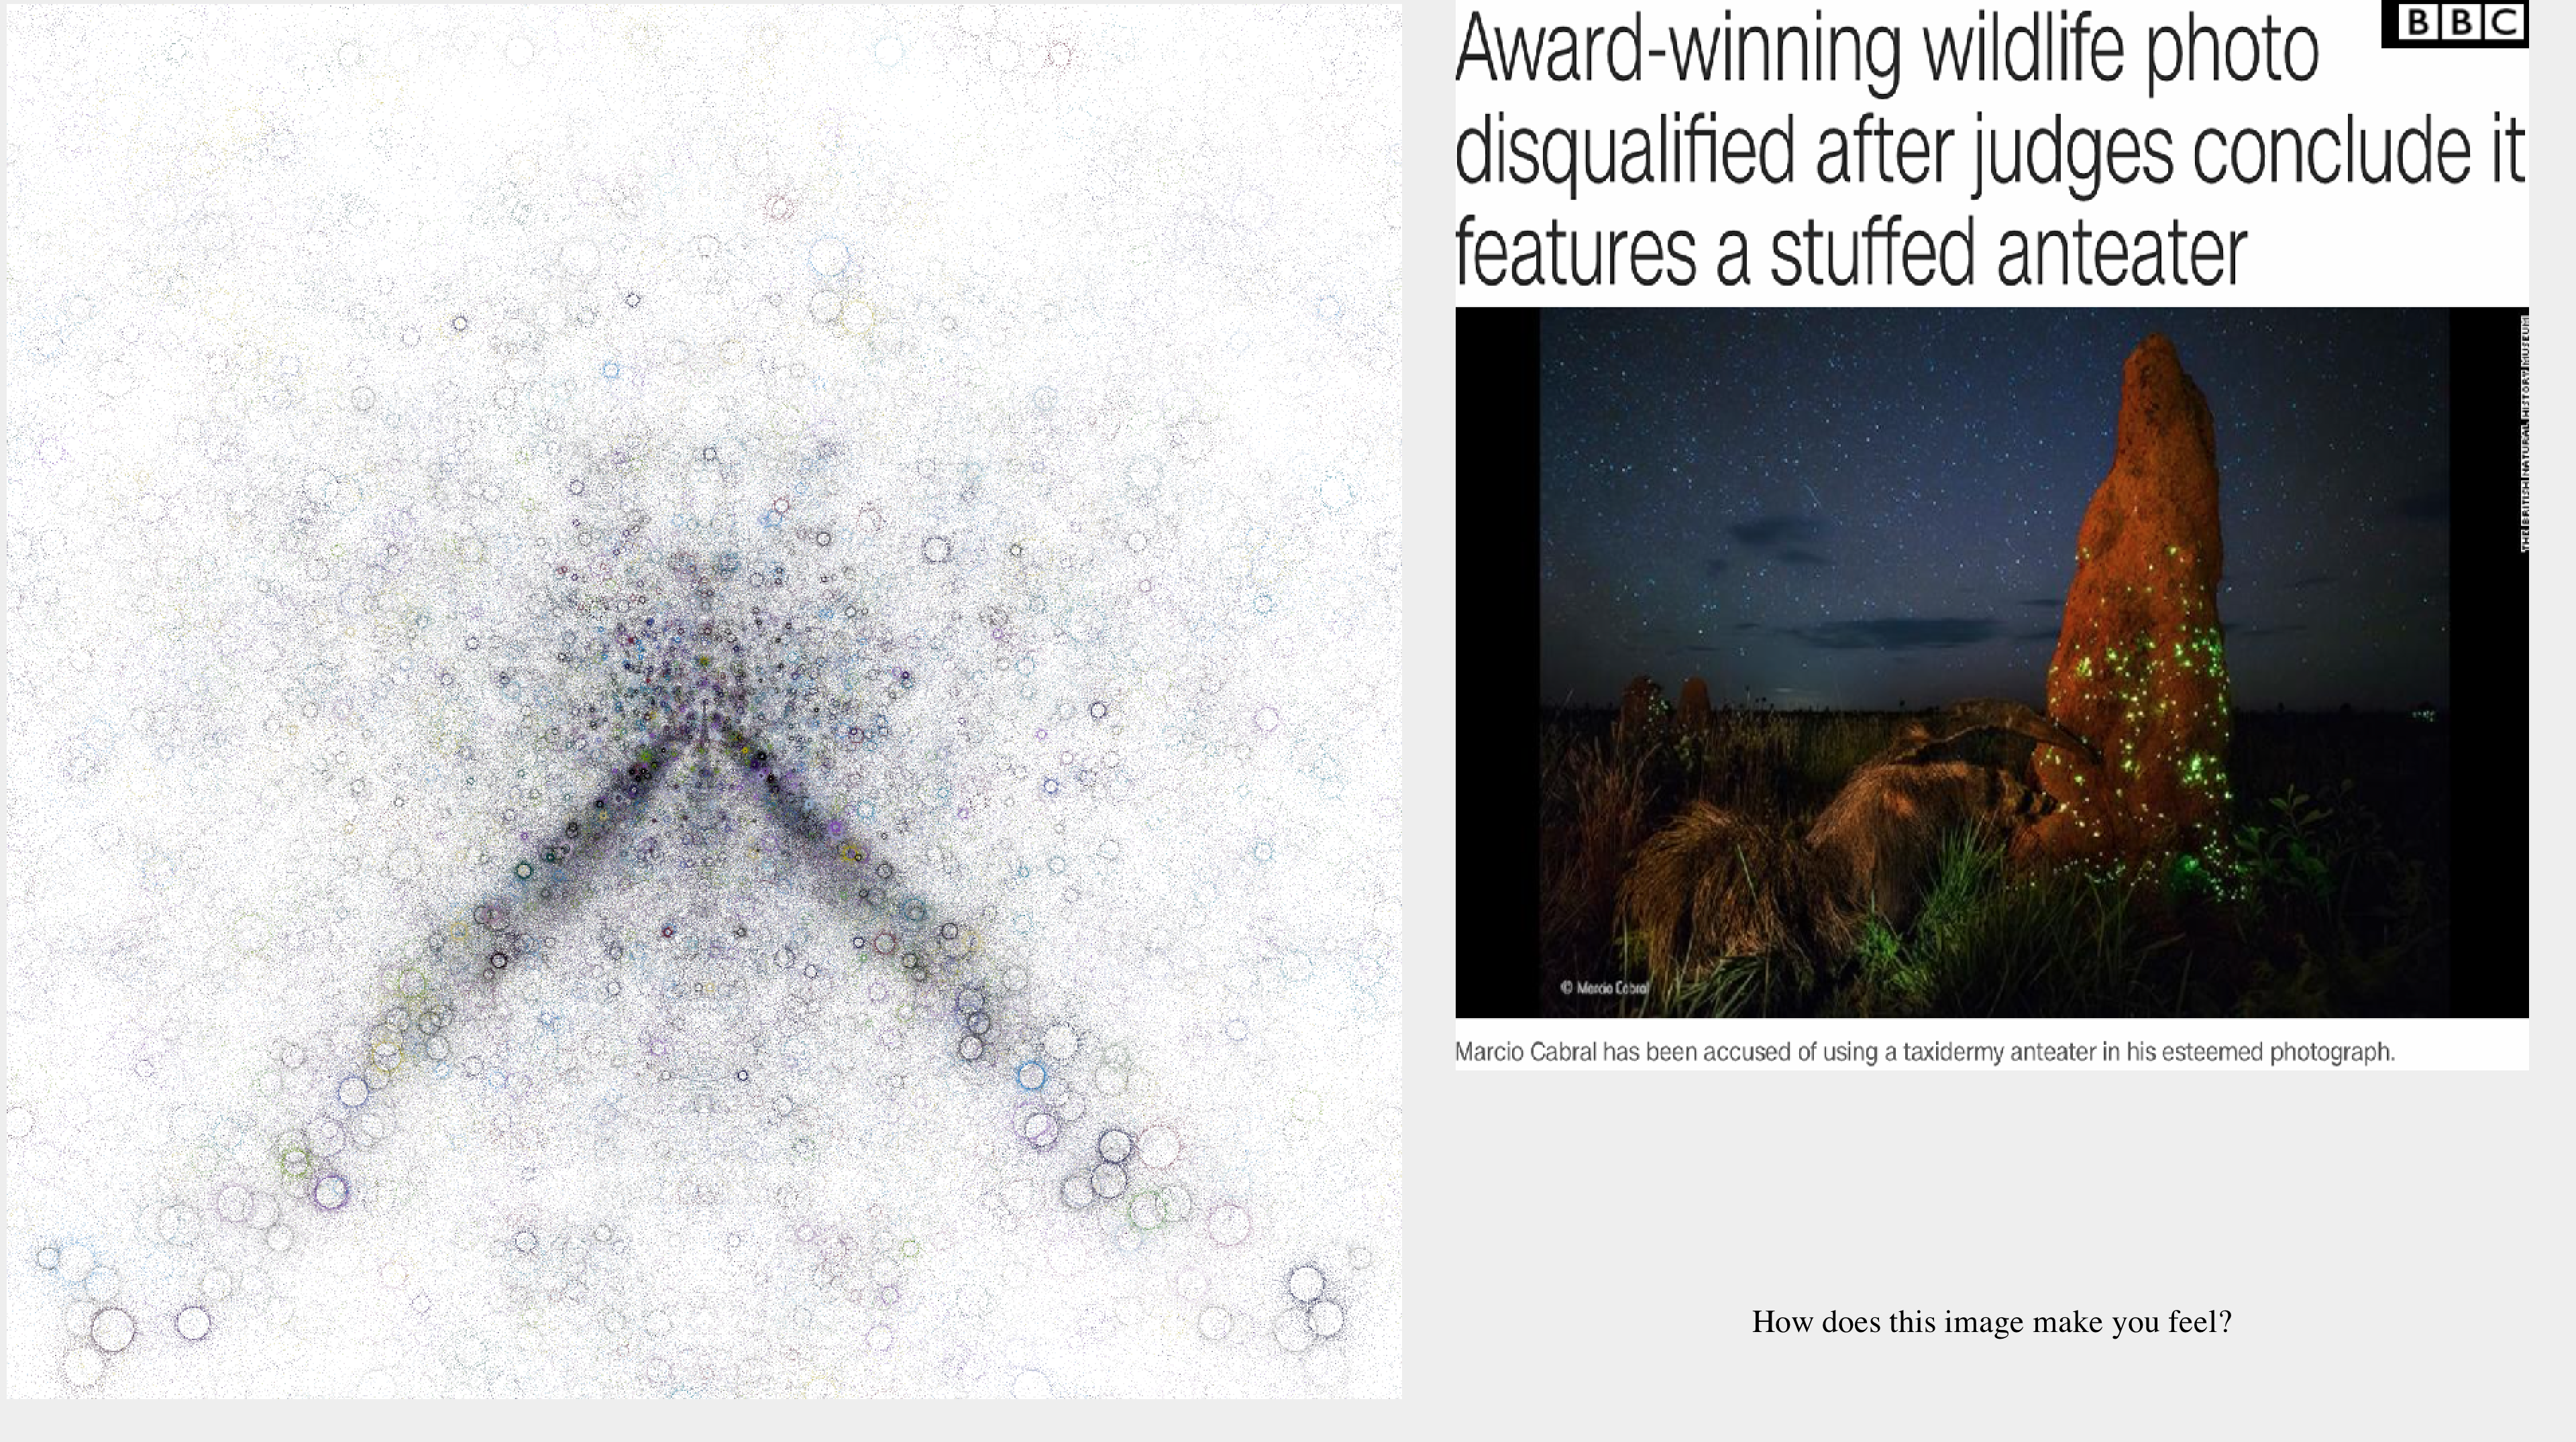 Award-winning wildlife photo
BBC
disqualified after judges conclude it
features a stuffed anteater
THE BRITISH NATURAL HISTORY MUSEUM
© Marcio Cabral
Marcio Cabral has been accused of using a taxidermy anteater in his esteemed photograph.
How does this image make you feel?